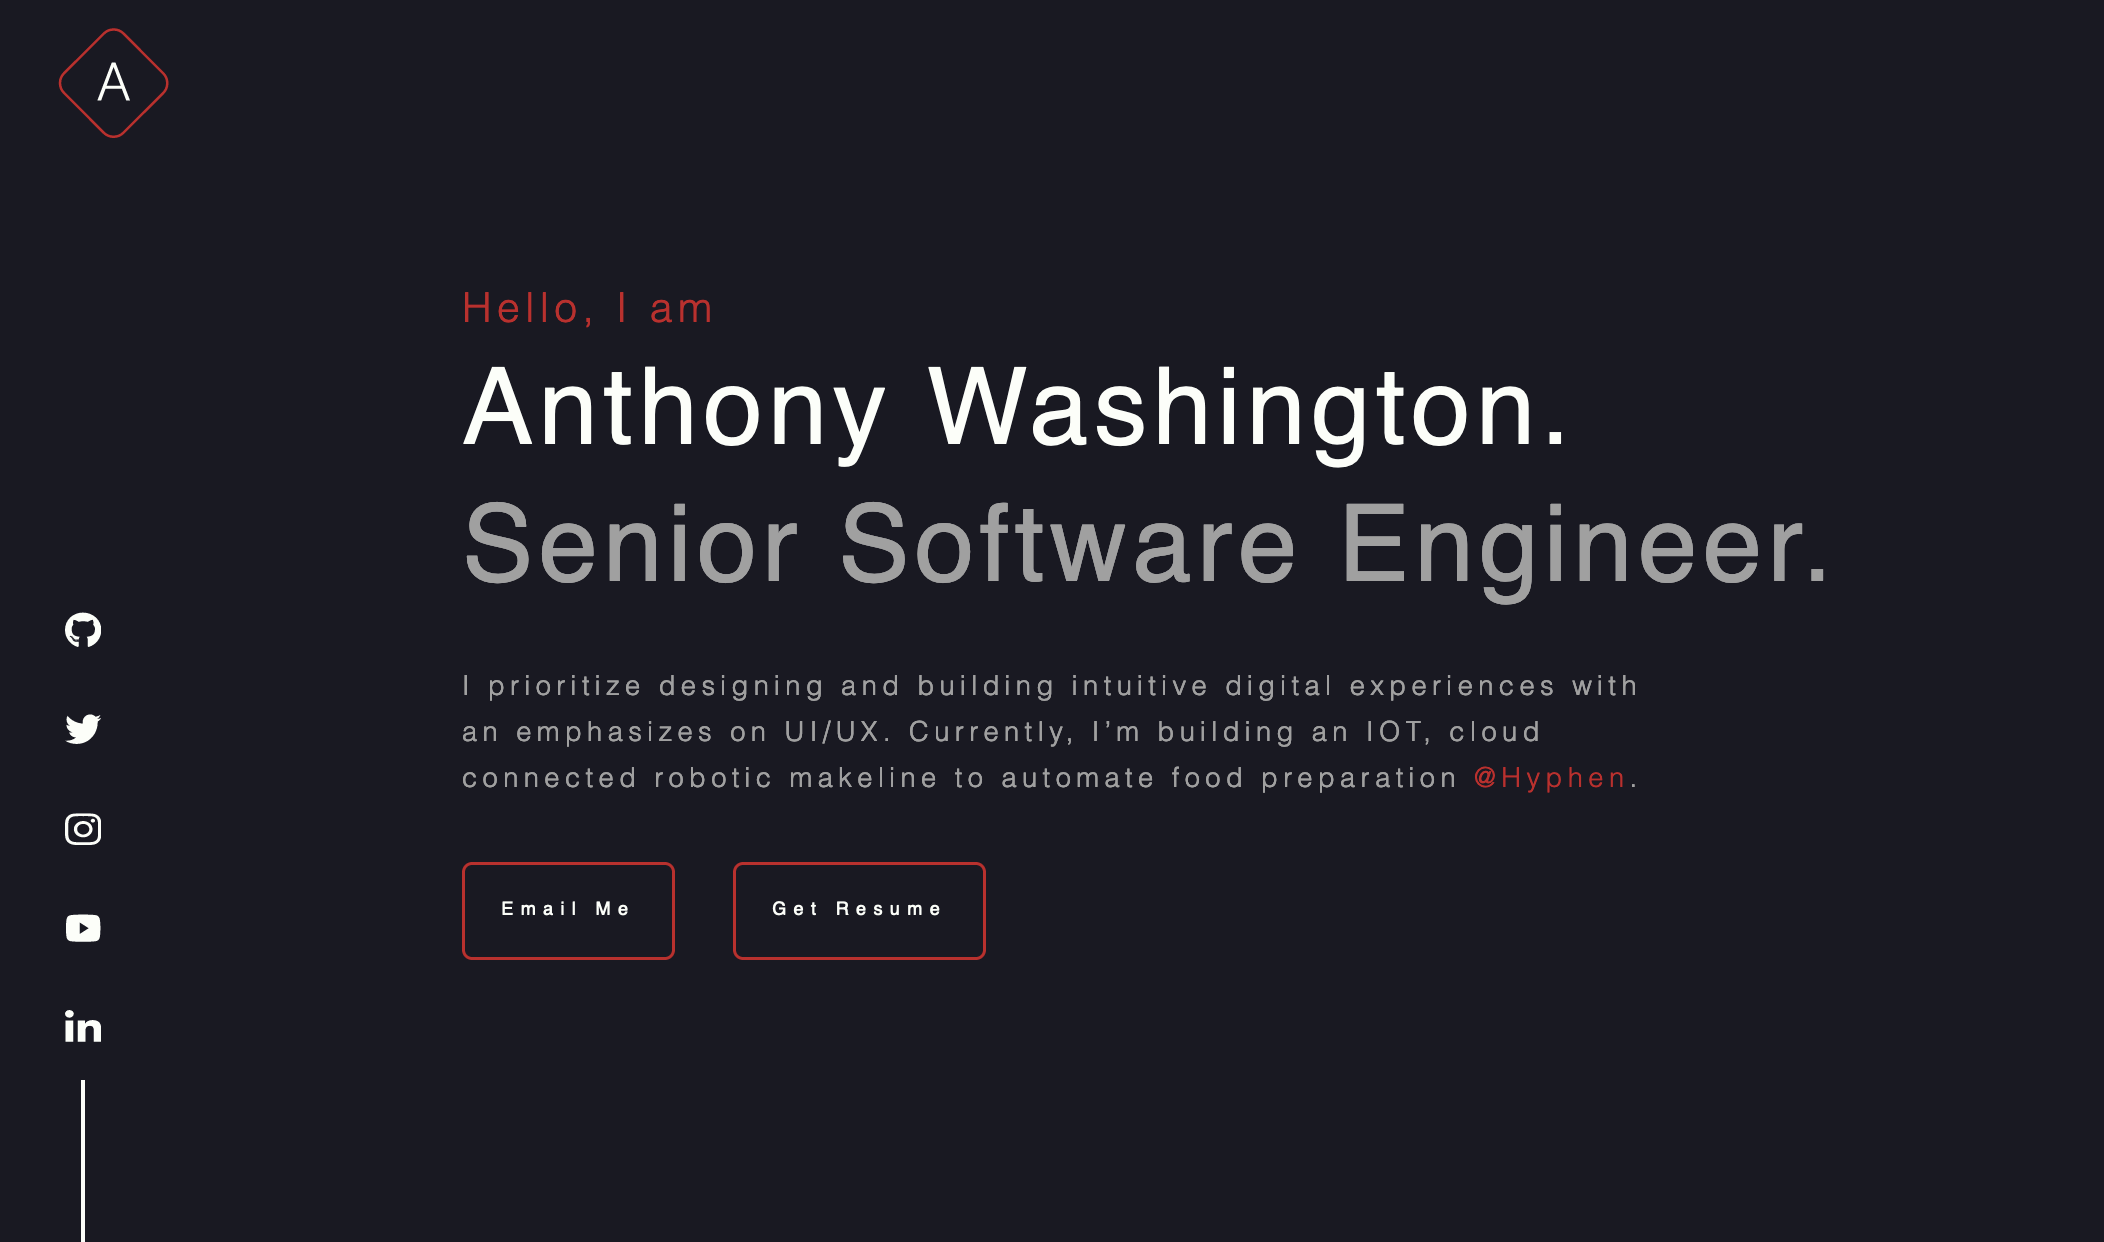 A
Hello, I am
Anthony Washington.
Senior Software Engineer.
I prioritize designing and building intuitive digital experiences with
an emphasizes on UI/UX. Currently, I’m building an IOT, cloud
connected robotic makeline to automate food preparation @Hyphen.
Email Me
Get Resume
in